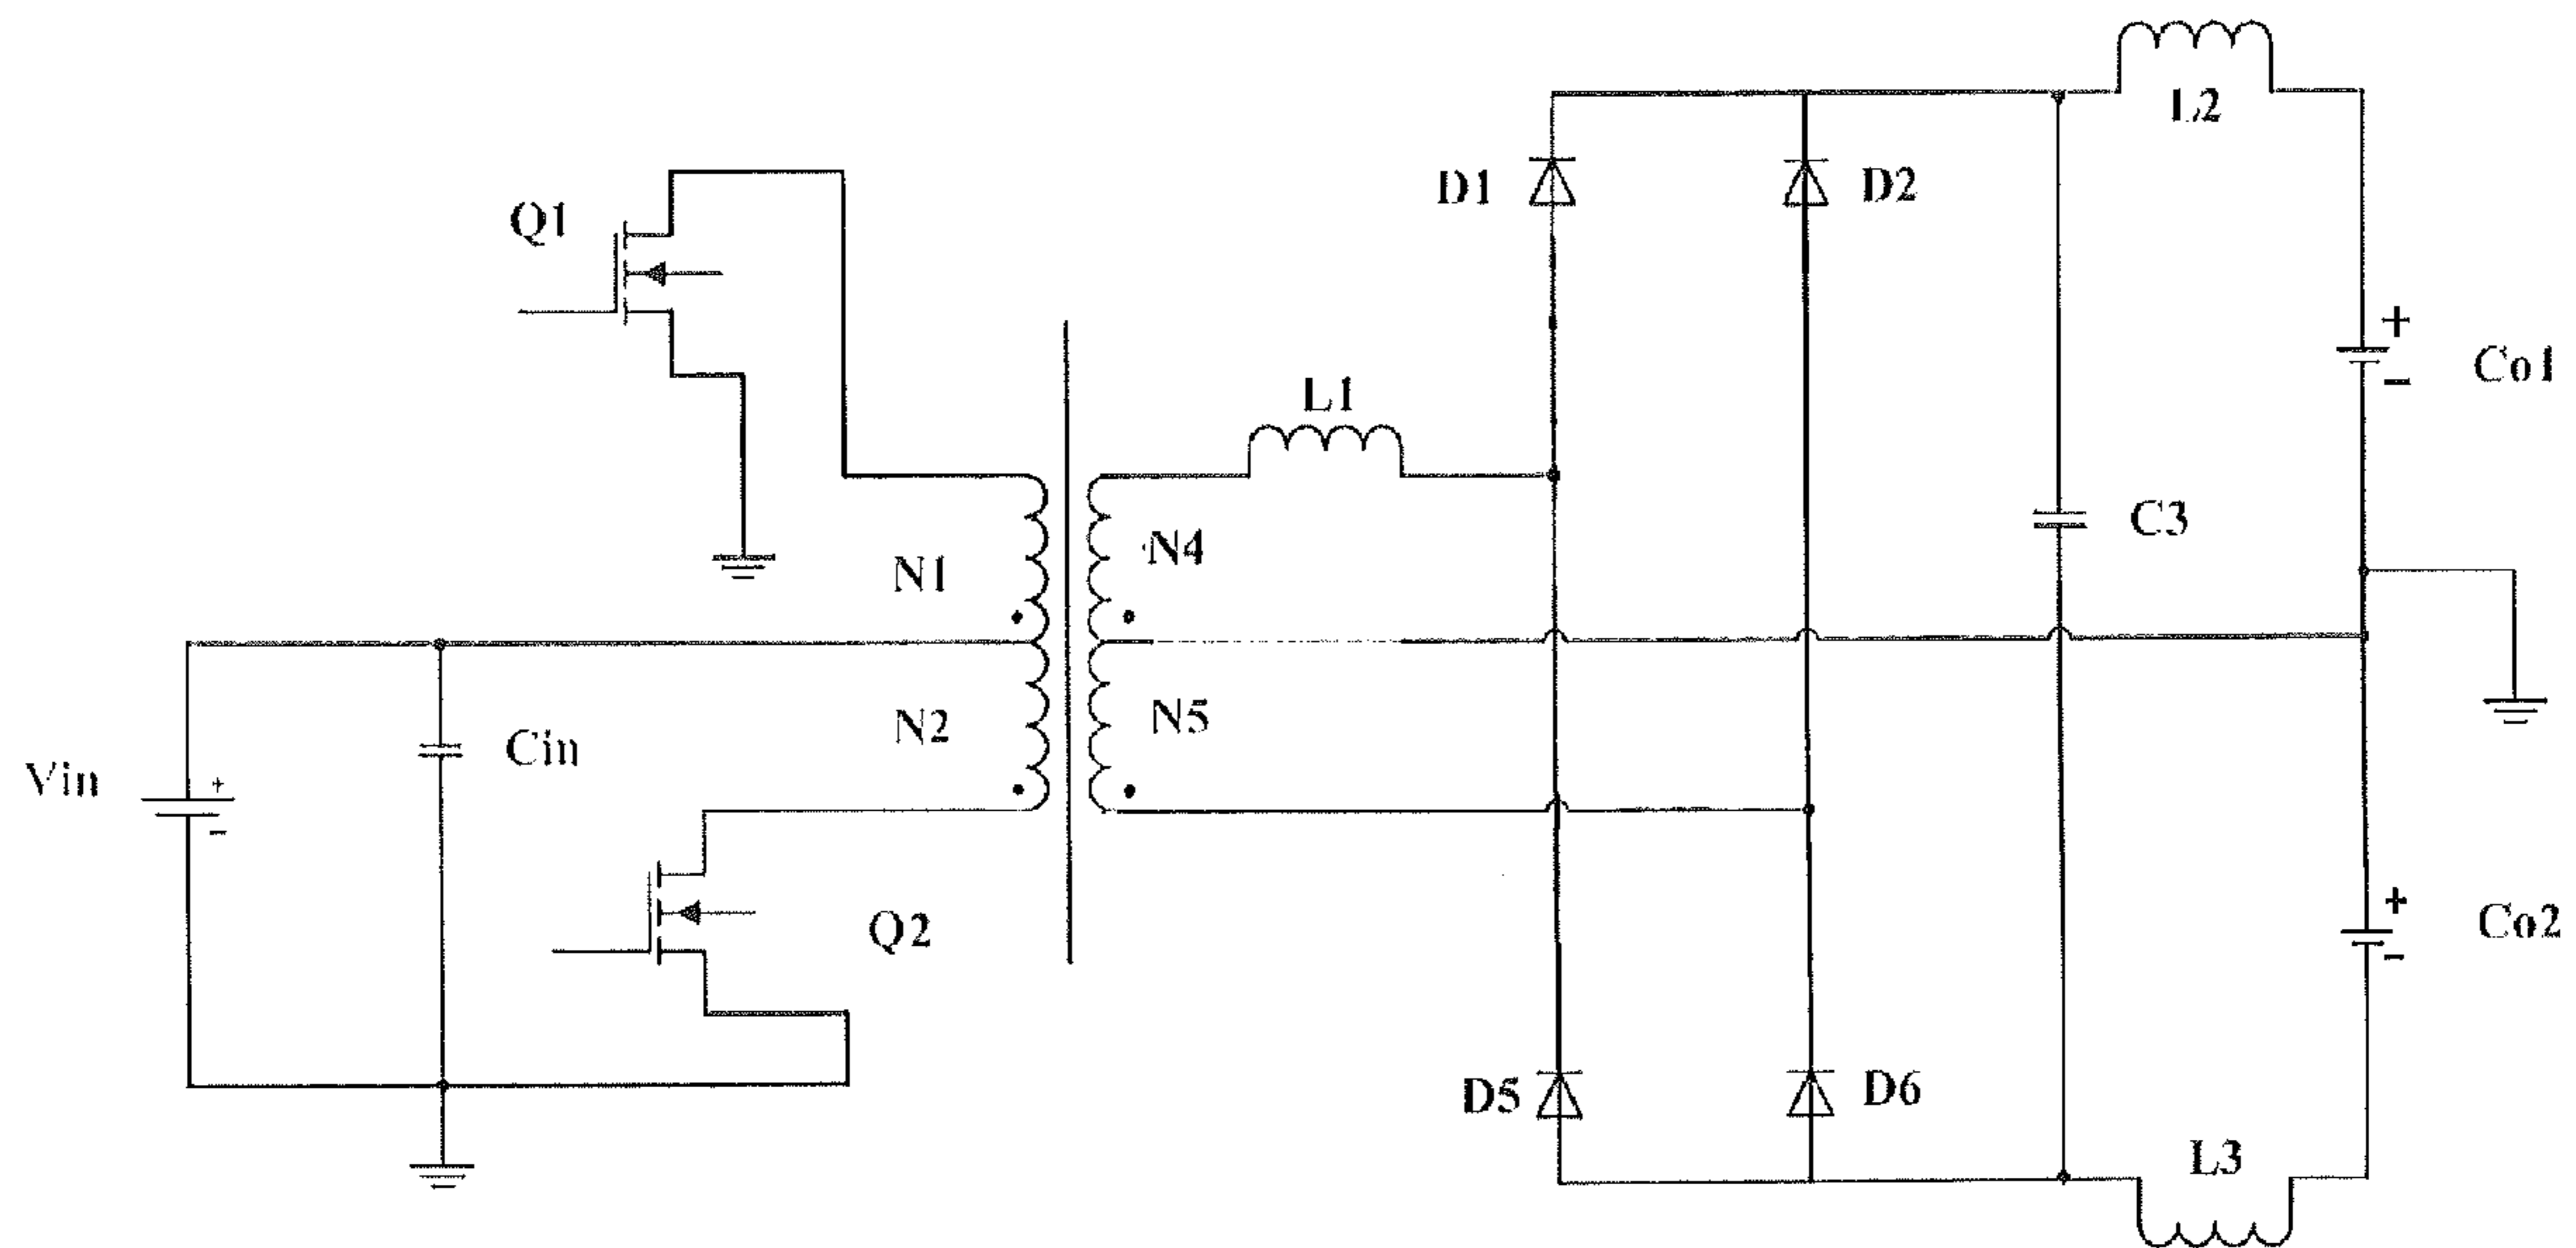 L2
D1
D2
Q1
+
Co1
−
L1
C3
N1
N4
N2
N5
Cin
Vin
+
−
Q2
+
Co2
−
D5
D6
L3